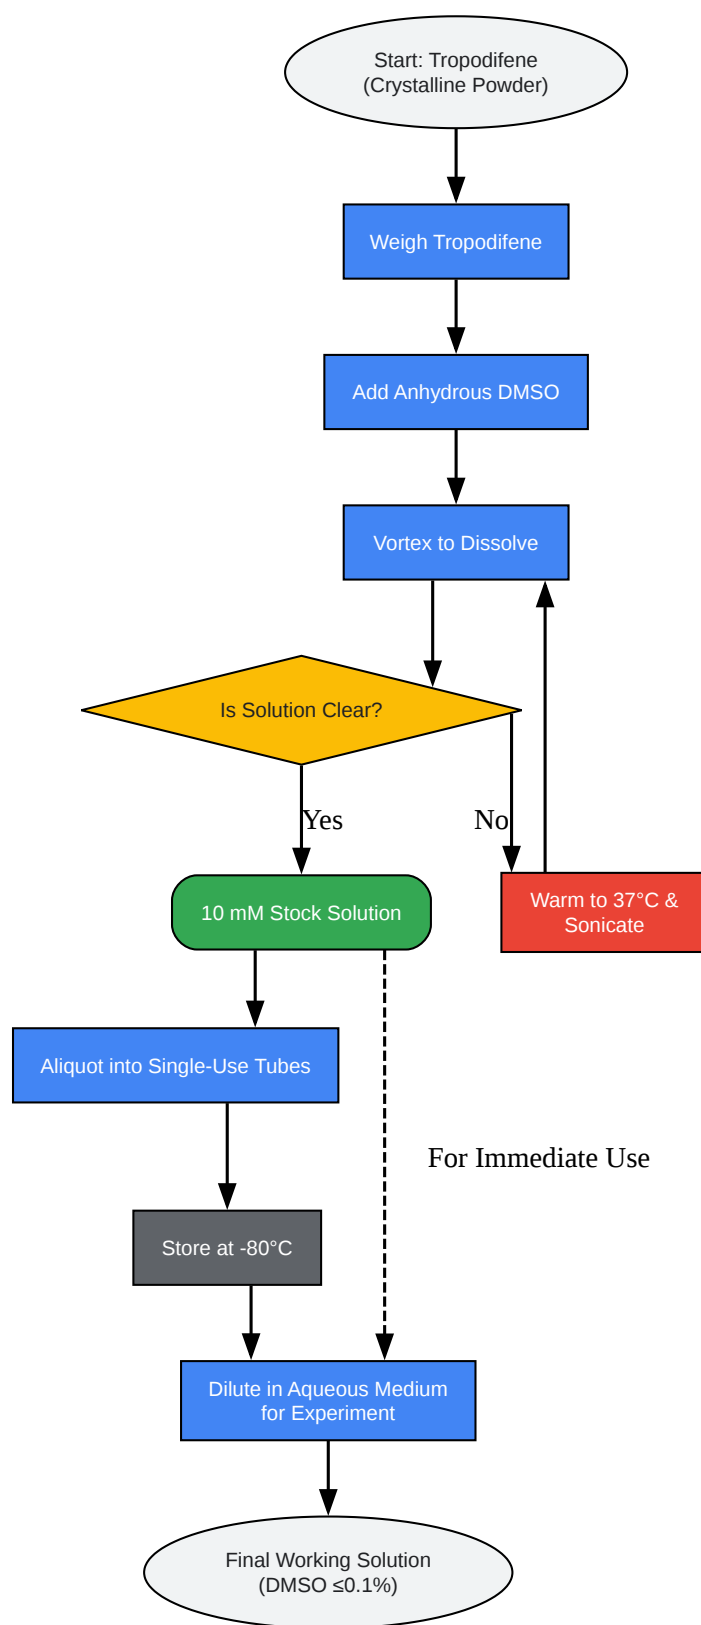 Start: Tropodifene
(Crystalline Powder)
Weigh Tropodifene
Add Anhydrous DMSO
Vortex to Dissolve
Is Solution Clear?
Yes
No
10 mM Stock Solution
Warm to 37°C &
Sonicate
Aliquot into Single-Use Tubes
For Immediate Use
Store at -80°C
Dilute in Aqueous Medium
for Experiment
Final Working Solution
(DMSO ≤0.1%)